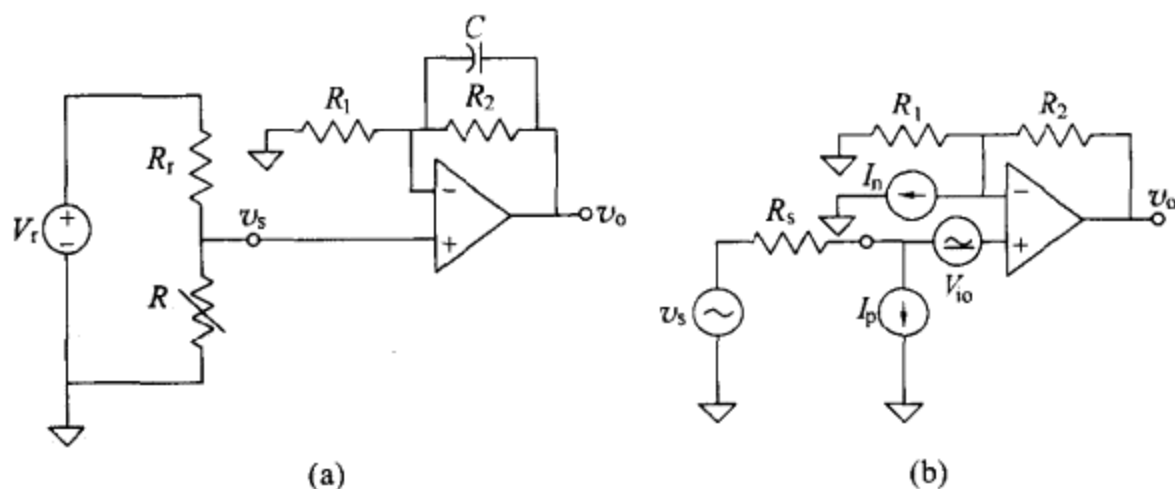 C
R₁
R₂
Rᵣ
Vᵣ
+
−
vₛ
−
+
vₒ
R
(a)
R₁
R₂
Iₙ
−
vₒ
Rₛ
+
Vᵢₒ
vₛ
Iₚ
(b)